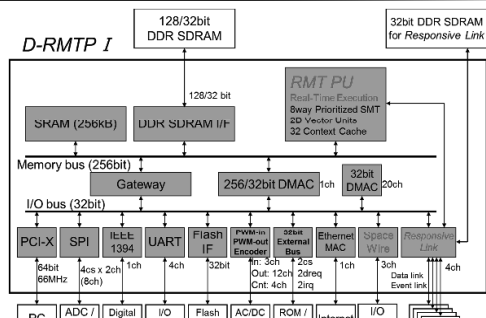 128/32bit
DDR SDRAM
32bit DDR SDRAM
for Responsive Link
D-RMTP I
128/32 bit
RMT PU
Real-Time Execution
8way Prioritized SMT
2D Vector Units
32 Context Cache
SRAM (256kB)
DDR SDRAM I/F
Memory bus (256bit)
Gateway
256/32bit DMAC
1ch
32bit
DMAC
20ch
I/O bus (32bit)
PCI-X
SPI
IEEE
1394
UART
Flash
IF
PWM-in
PWM-out
Encoder
32bit
External
Bus
Ethernet
MAC
Space
Wire
Responsive
Link
64bit
66MHz
4cs x 2ch
(8ch)
1ch
4ch
32bit
In: 3ch
Out: 12ch
Cnt: 4ch
2cs
2dreq
2irq
1ch
3ch
Data link
Event link
4ch
PC
ADC /
Digital
I/O
Flash
AC/DC
ROM /
Internet
I/O